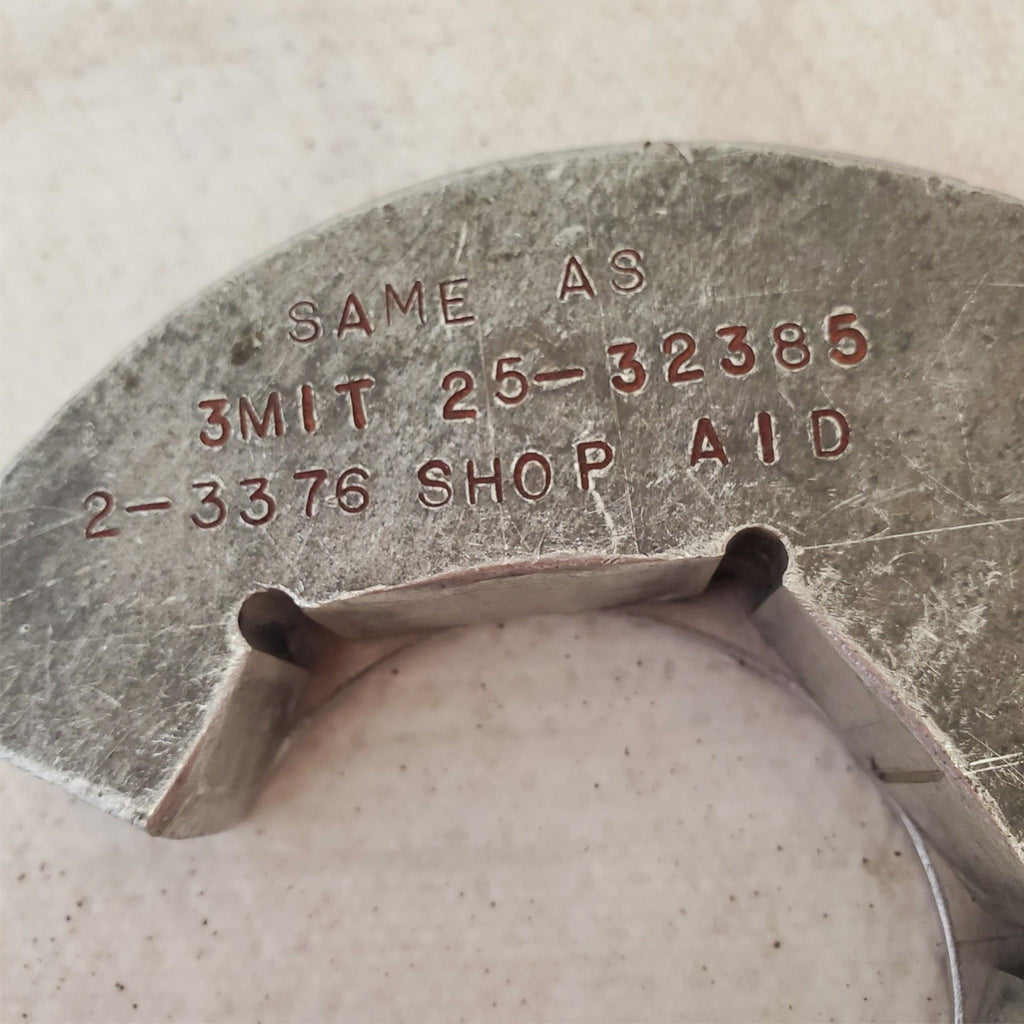 SAME AS
3MIT 25-32385
2-3376 SHOP AID